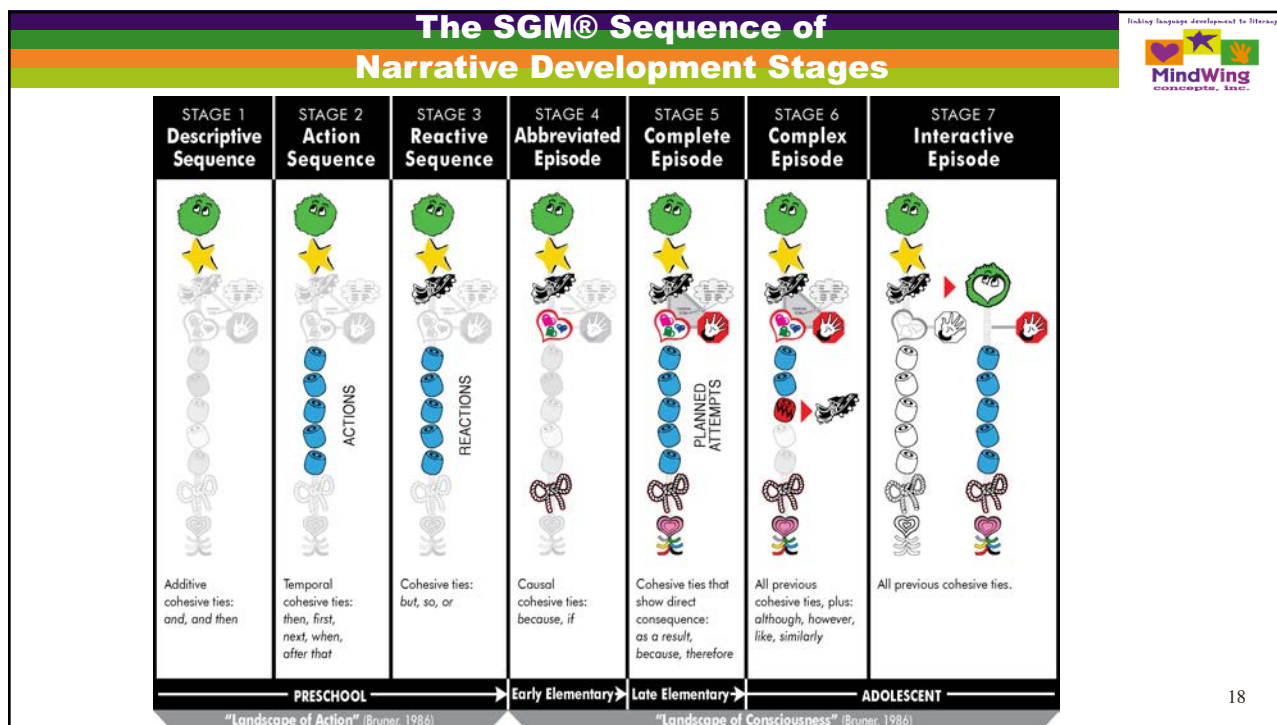 The SGM® Sequence of
Narrative Development Stages
linking language development to literacy
MindWing
concepts, inc.
STAGE 1
Descriptive
Sequence
STAGE 2
Action
Sequence
STAGE 3
Reactive
Sequence
STAGE 4
Abbreviated
Episode
STAGE 5
Complete
Episode
STAGE 6
Complex
Episode
STAGE 7
Interactive
Episode
ACTIONS
REACTIONS
PLANNED
ATTEMPTS
Additive
cohesive ties:
and, and then
Temporal
cohesive ties:
then, first,
next, when,
after that
Cohesive ties:
but, so, or
Causal
cohesive ties:
because, if
Cohesive ties that
show direct
consequence:
as a result,
because, therefore
All previous
cohesive ties, plus:
although, however,
like, similarly
All previous cohesive ties.
PRESCHOOL
Early Elementary
Late Elementary
ADOLESCENT
"Landscape of Action" (Bruner, 1986)
"Landscape of Consciousness" (Bruner, 1986)
18